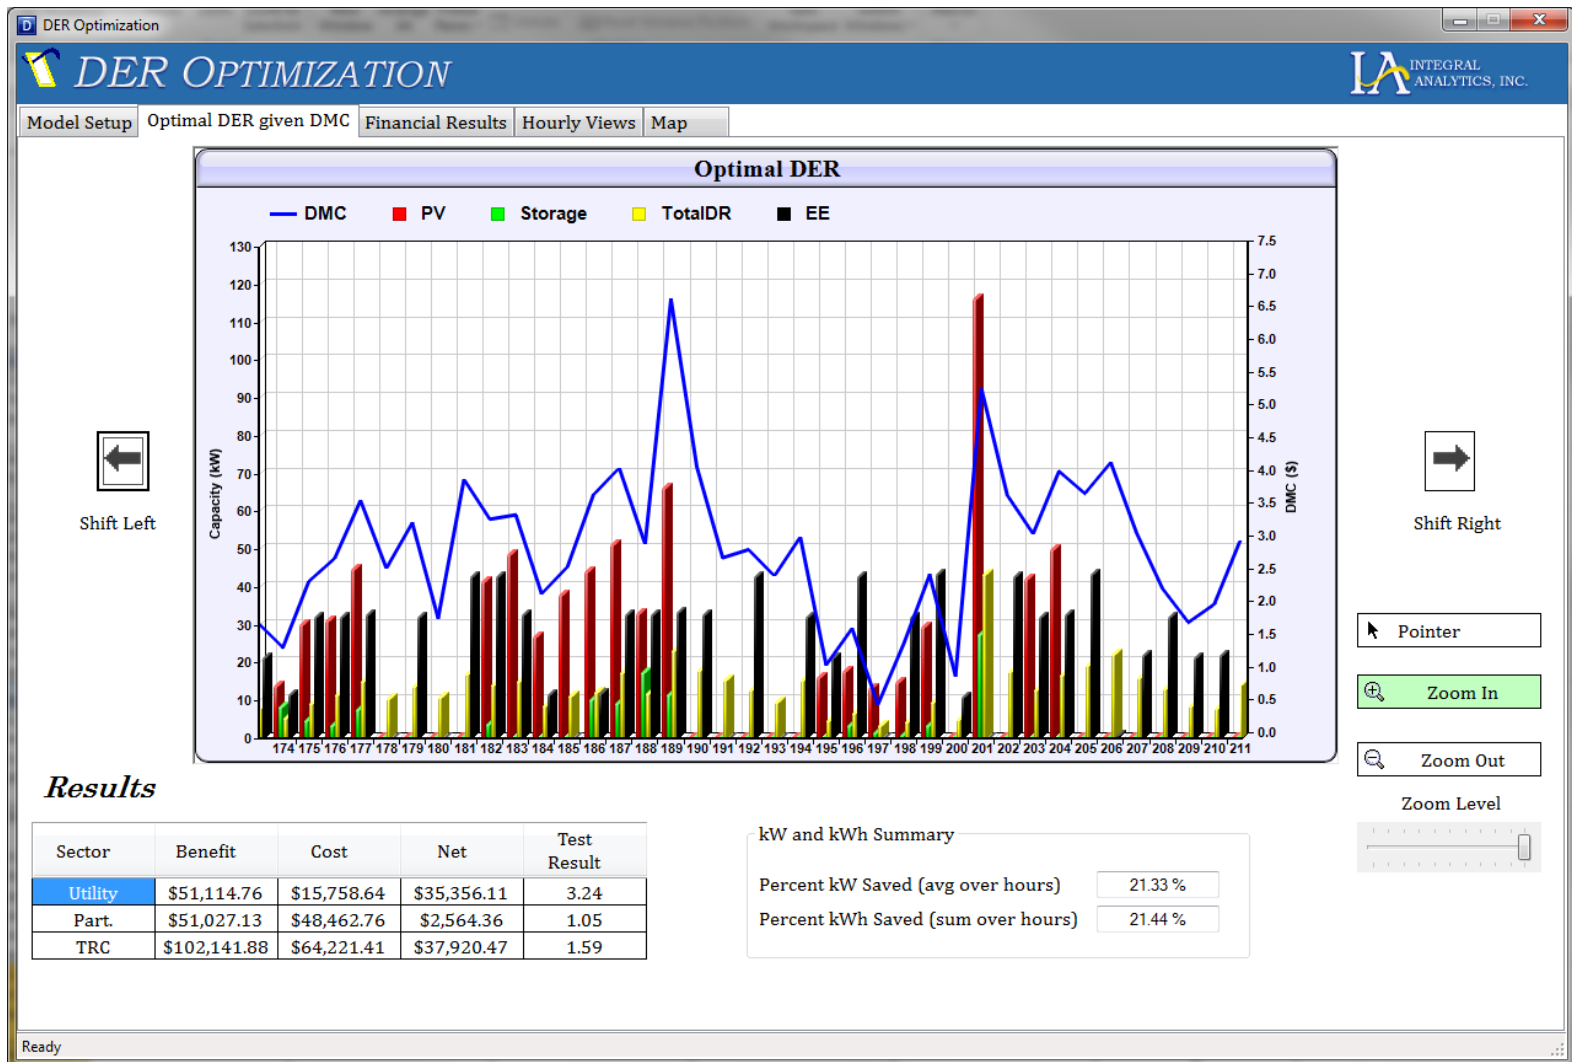 DER Optimization
DER OPTIMIZATION
INTEGRAL
ANALYTICS, INC.
Model Setup Optimal DER given DMC Financial Results Hourly Views Map
Optimal DER
DMC PV Storage TotalDR EE
130 7.5
120 7.0
110 6.5
100 6.0
90 5.5
80 5.0
70 4.5
60 4.0
50 3.5
40 3.0
30 2.5
20 2.0
10 1.5
0 1.0
0.5
0.0
Capacity (kW)
DMC ($)
174 175 176 177 178 179 180 181 182 183 184 185 186 187 188 189 190 191 192 193 194 195 196 197 198 199 200 201 202 203 204 205 206 207 208 209 210 211
Shift Left
Shift Right
Pointer
Zoom In
Zoom Out
Zoom Level
Results
Sector Benefit Cost Net Test Result
Utility $51,114.76 $15,758.64 $35,356.11 3.24
Part. $51,027.13 $48,462.76 $2,564.36 1.05
TRC $102,141.88 $64,221.41 $37,920.47 1.59
kW and kWh Summary
Percent kW Saved (avg over hours) 21.33 %
Percent kWh Saved (sum over hours) 21.44 %
Ready